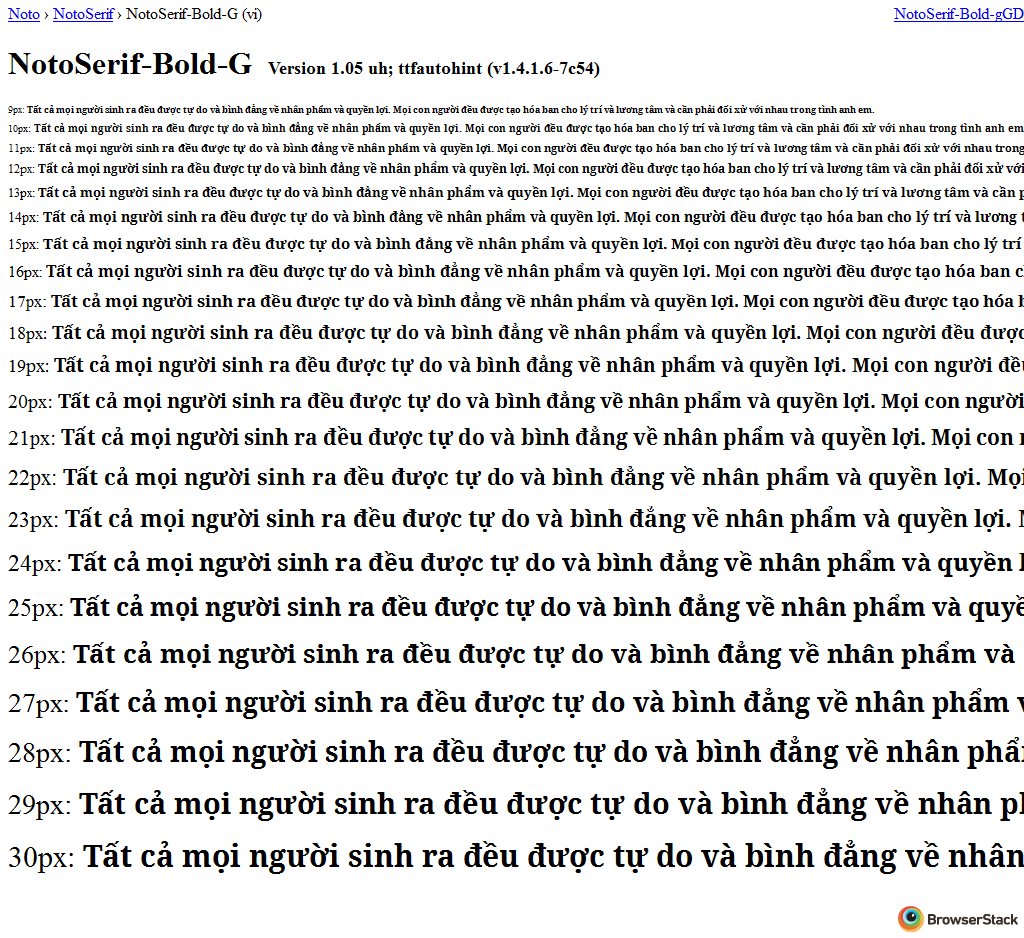 Noto › NotoSerif › NotoSerif-Bold-G (vi) NotoSerif-Bold-gGD
NotoSerif-Bold-G Version 1.05 uh; ttfautohint (v1.4.1.6-7c54)
9px: Tất cả mọi người sinh ra đều được tự do và bình đẳng về nhân phẩm và quyền lợi. Mọi con người đều được tạo hóa ban cho lý trí và lương tâm và cần phải đối xử với nhau trong tình anh em.
10px: Tất cả mọi người sinh ra đều được tự do và bình đẳng về nhân phẩm và quyền lợi. Mọi con người đều được tạo hóa ban cho lý trí và lương tâm và cần phải đối xử với nhau trong tình anh em
11px: Tất cả mọi người sinh ra đều được tự do và bình đẳng về nhân phẩm và quyền lợi. Mọi con người đều được tạo hóa ban cho lý trí và lương tâm và cần phải đối xử với nhau trong
12px: Tất cả mọi người sinh ra đều được tự do và bình đẳng về nhân phẩm và quyền lợi. Mọi con người đều được tạo hóa ban cho lý trí và lương tâm và cần phải đối xử với
13px: Tất cả mọi người sinh ra đều được tự do và bình đẳng về nhân phẩm và quyền lợi. Mọi con người đều được tạo hóa ban cho lý trí và lương tâm và cần
14px: Tất cả mọi người sinh ra đều được tự do và bình đẳng về nhân phẩm và quyền lợi. Mọi con người đều được tạo hóa ban cho lý trí và lương
15px: Tất cả mọi người sinh ra đều được tự do và bình đẳng về nhân phẩm và quyền lợi. Mọi con người đều được tạo hóa ban cho lý trí
16px: Tất cả mọi người sinh ra đều được tự do và bình đẳng về nhân phẩm và quyền lợi. Mọi con người đều được tạo hóa ban
17px: Tất cả mọi người sinh ra đều được tự do và bình đẳng về nhân phẩm và quyền lợi. Mọi con người đều được tạo hóa
18px: Tất cả mọi người sinh ra đều được tự do và bình đẳng về nhân phẩm và quyền lợi. Mọi con người đều được
19px: Tất cả mọi người sinh ra đều được tự do và bình đẳng về nhân phẩm và quyền lợi. Mọi con người đều
20px: Tất cả mọi người sinh ra đều được tự do và bình đẳng về nhân phẩm và quyền lợi. Mọi con người
21px: Tất cả mọi người sinh ra đều được tự do và bình đẳng về nhân phẩm và quyền lợi. Mọi con
22px: Tất cả mọi người sinh ra đều được tự do và bình đẳng về nhân phẩm và quyền lợi. Mọi
23px: Tất cả mọi người sinh ra đều được tự do và bình đẳng về nhân phẩm và quyền lợi.
24px: Tất cả mọi người sinh ra đều được tự do và bình đẳng về nhân phẩm và quyền
25px: Tất cả mọi người sinh ra đều được tự do và bình đẳng về nhân phẩm và quyề
26px: Tất cả mọi người sinh ra đều được tự do và bình đẳng về nhân phẩm và
27px: Tất cả mọi người sinh ra đều được tự do và bình đẳng về nhân phẩm
28px: Tất cả mọi người sinh ra đều được tự do và bình đẳng về nhân phẩ
29px: Tất cả mọi người sinh ra đều được tự do và bình đẳng về nhân p
30px: Tất cả mọi người sinh ra đều được tự do và bình đẳng về nhân
BrowserStack